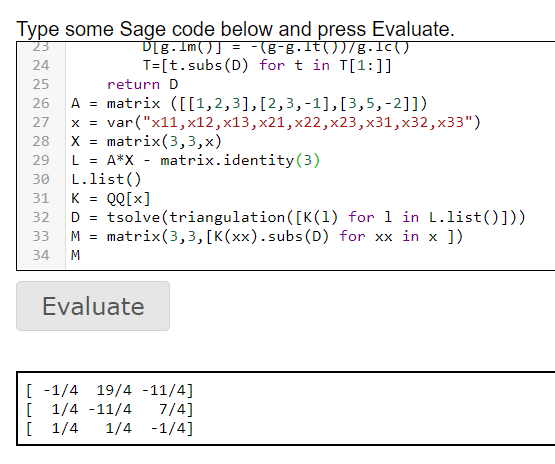 Type some Sage code below and press Evaluate.
23 D[g.lm()] = -(g-g.lt())/g.lc()
24 T=[t.subs(D) for t in T[1:]]
25 return D
26 A = matrix ([[1,2,3],[2,3,-1],[3,5,-2]])
27 x = var("x11,x12,x13,x21,x22,x23,x31,x32,x33")
28 X = matrix(3,3,x)
29 L = A*X - matrix.identity(3)
30 L.list()
31 K = QQ[x]
32 D = tsolve(triangulation([K(l) for l in L.list()]))
33 M = matrix(3,3,[K(xx).subs(D) for xx in x ])
34 M
Evaluate
[ -1/4 19/4 -11/4]
[ 1/4 -11/4 7/4]
[ 1/4 1/4 -1/4]